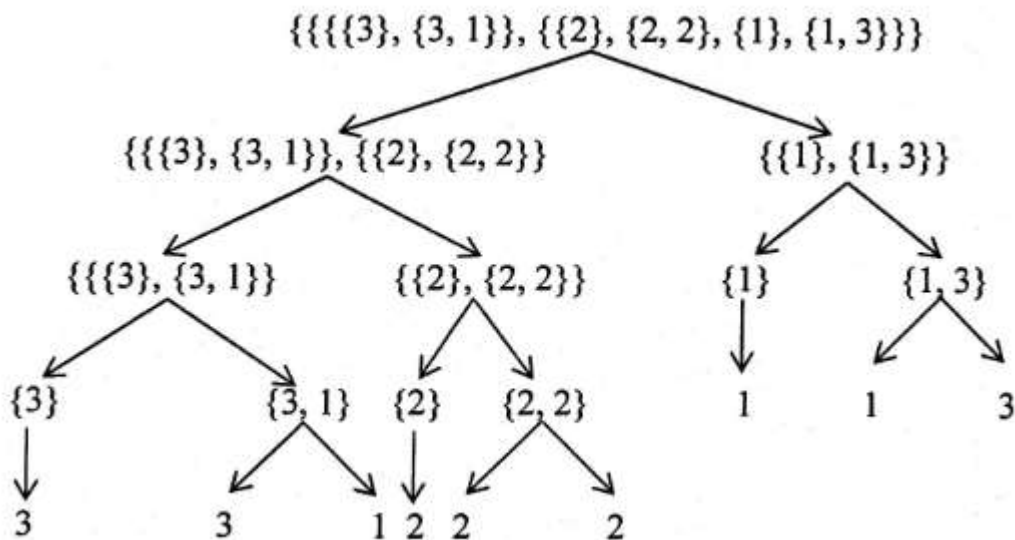 {{{{{3}, {3, 1}}, {{2}, {2, 2}, {1}, {1, 3}}}
{{{{3}, {3, 1}}, {{2}, {2, 2}} {{1}, {1, 3}}
{{{3}, {3, 1}} {{2}, {2, 2}} {1} {1, 3}
{3} {3, 1} {2} {2, 2} 1 1 3
3 3 1 2 2 2